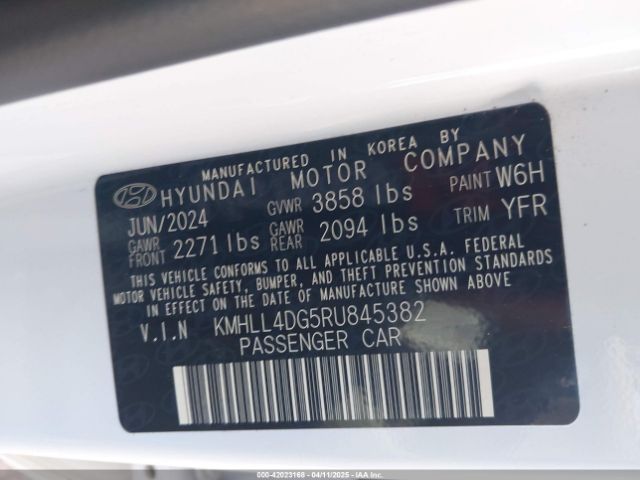 MANUFACTURED IN KOREA BY
HYUNDAI MOTOR COMPANY
JUN/2024 GVWR 3858 lbs PAINT W6H
GAWR FRONT 2271 lbs GAWR REAR 2094 lbs TRIM YFR
THIS VEHICLE CONFORMS TO ALL APPLICABLE U.S.A. FEDERAL
MOTOR VEHICLE SAFETY, BUMPER, AND THEFT PREVENTION STANDARDS
IN EFFECT ON THE DATE OF MANUFACTURE SHOWN ABOVE.
V.I.N KMHLL4DG5RU845382
PASSENGER CAR
000-42023168 - 04/11/2025 - IAAI. COM